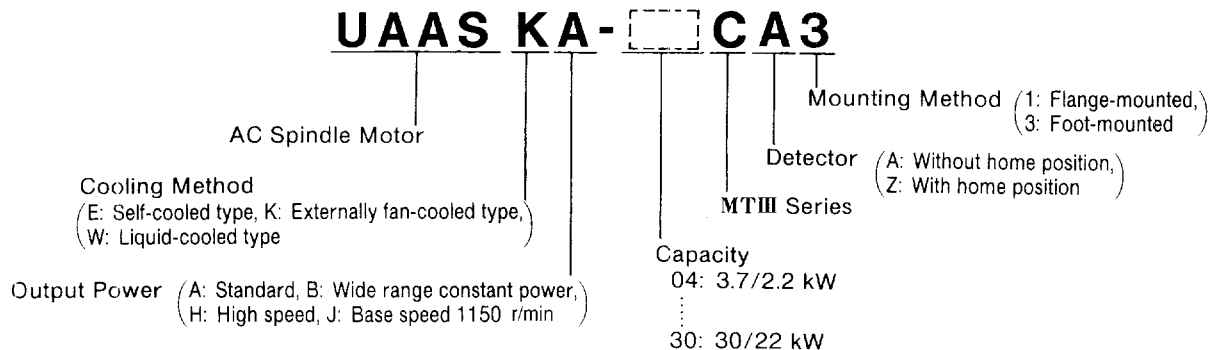 UAAS K A - C A 3
Mounting Method (1: Flange-mounted,
3: Foot-mounted)
AC Spindle Motor
Detector (A: Without home position,
Z: With home position)
Cooling Method
(E: Self-cooled type, K: Externally fan-cooled type,
W: Liquid-cooled type)
MTIII Series
Capacity
04: 3.7/2.2 kW
30: 30/22 kW
Output Power (A: Standard, B: Wide range constant power,
H: High speed, J: Base speed 1150 r/min)